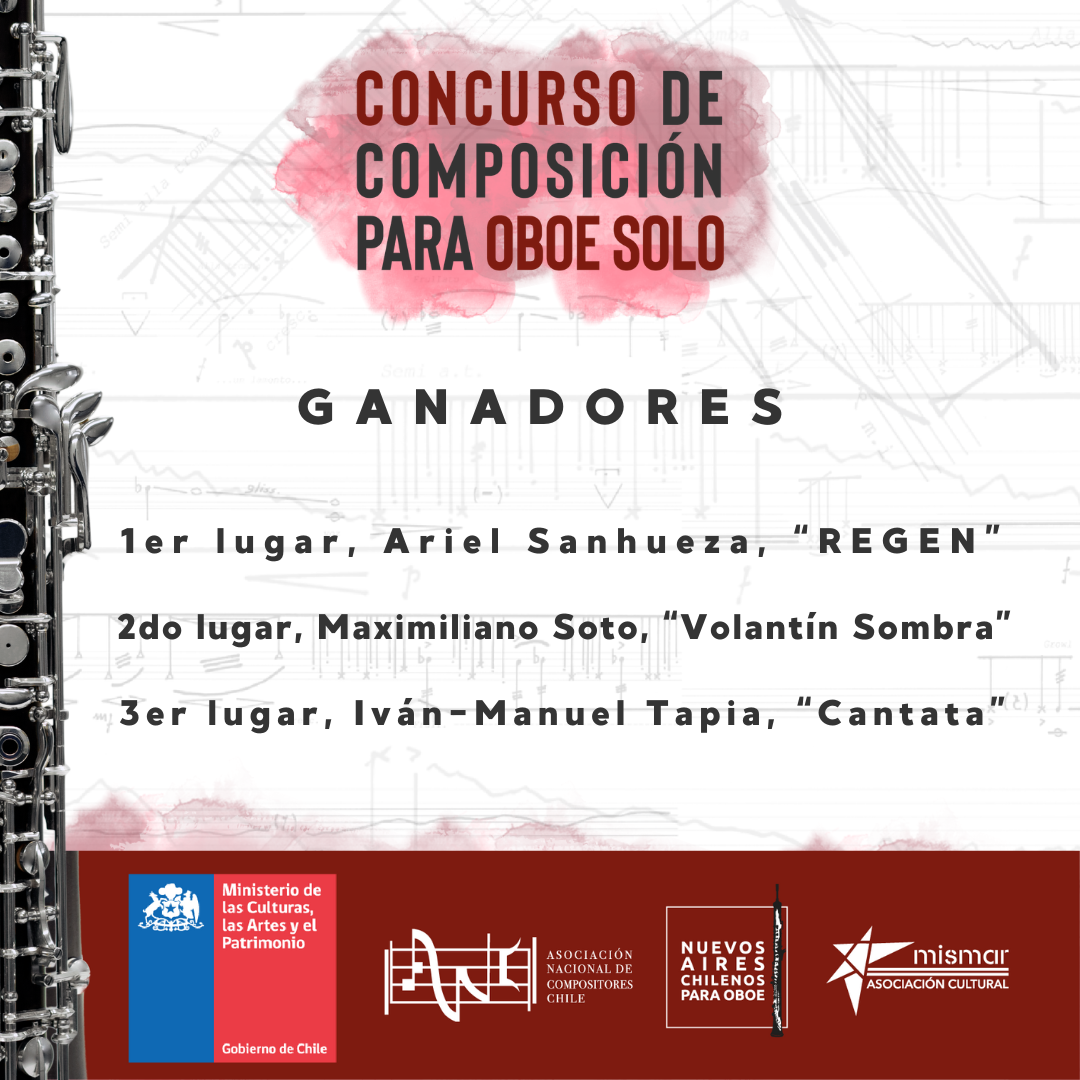 CONCURSO DE
COMPOSICIÓN
PARA OBOE SOLO
GANADORES
1er lugar, Ariel Sanhueza, “REGEN”
2do lugar, Maximiliano Soto, “Volantín Sombra”
3er lugar, Iván-Manuel Tapia, “Cantata”
Ministerio de
las Culturas,
las Artes y el
Patrimonio
Gobierno de Chile
ASOCIACIÓN
NACIONAL DE
COMPOSITORES
CHILE
NUEVOS
AIRES
CHILENOS
PARA OBOE
mismar
ASOCIACIÓN CULTURAL